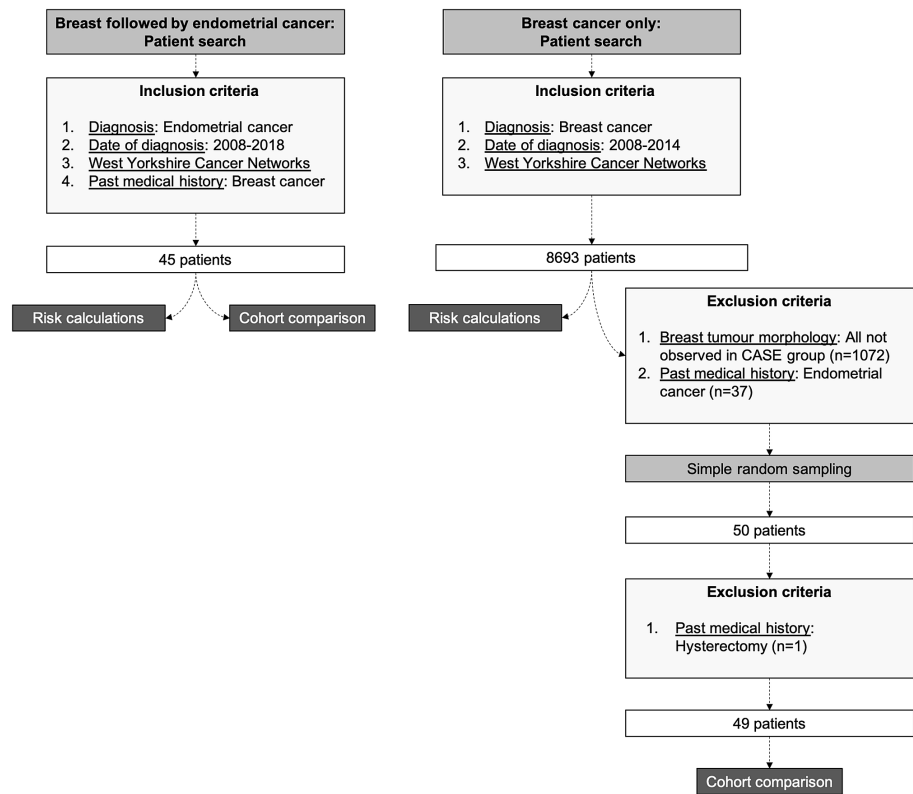 Breast followed by endometrial cancer:
Patient search
Inclusion criteria
1. Diagnosis: Endometrial cancer
2. Date of diagnosis: 2008-2018
3. West Yorkshire Cancer Networks
4. Past medical history: Breast cancer
45 patients
Risk calculations
Cohort comparison
Breast cancer only:
Patient search
Inclusion criteria
1. Diagnosis: Breast cancer
2. Date of diagnosis: 2008-2014
3. West Yorkshire Cancer Networks
8693 patients
Risk calculations
Exclusion criteria
1. Breast tumour morphology: All not
observed in CASE group (n=1072)
2. Past medical history: Endometrial
cancer (n=37)
Simple random sampling
50 patients
Exclusion criteria
1. Past medical history:
Hysterectomy (n=1)
49 patients
Cohort comparison